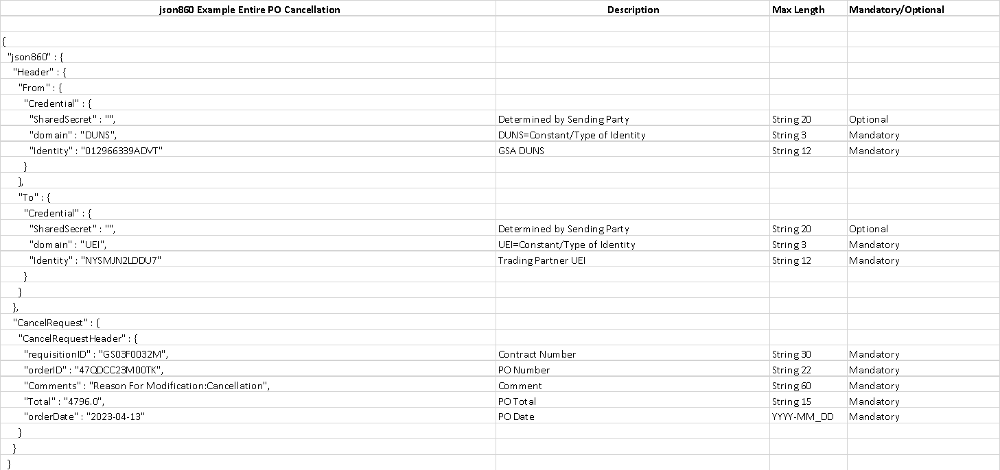 json860 Example Entire PO Cancellation Description Max Length Mandatory/Optional
{
"json860" : {
"Header" : {
"From" : {
"Credential" : {
"SharedSecret" : "", Determined by Sending Party String 20 Optional
"domain" : "DUNS", DUNS=Constant/Type of Identity String 3 Mandatory
"Identity" : "012966339ADVT" GSA DUNS String 12 Mandatory
}
},
"To" : {
"Credential" : {
"SharedSecret" : "", Determined by Sending Party String 20 Optional
"domain" : "UEI", UEI=Constant/Type of Identity String 3 Mandatory
"Identity" : "NYSMJN2LDDU7" Trading Partner UEI String 12 Mandatory
}
}
},
"CancelRequest" : {
"CancelRequestHeader" : {
"requisitionID" : "GS03F0032M", Contract Number String 30 Mandatory
"orderID" : "47QDCC23M00TK", PO Number String 22 Mandatory
"Comments" : "Reason For Modification:Cancellation", Comment String 60 Mandatory
"Total" : "4796.0", PO Total String 15 Mandatory
"orderDate" : "2023-04-13" PO Date YYYY-MM_DD Mandatory
}
}
}